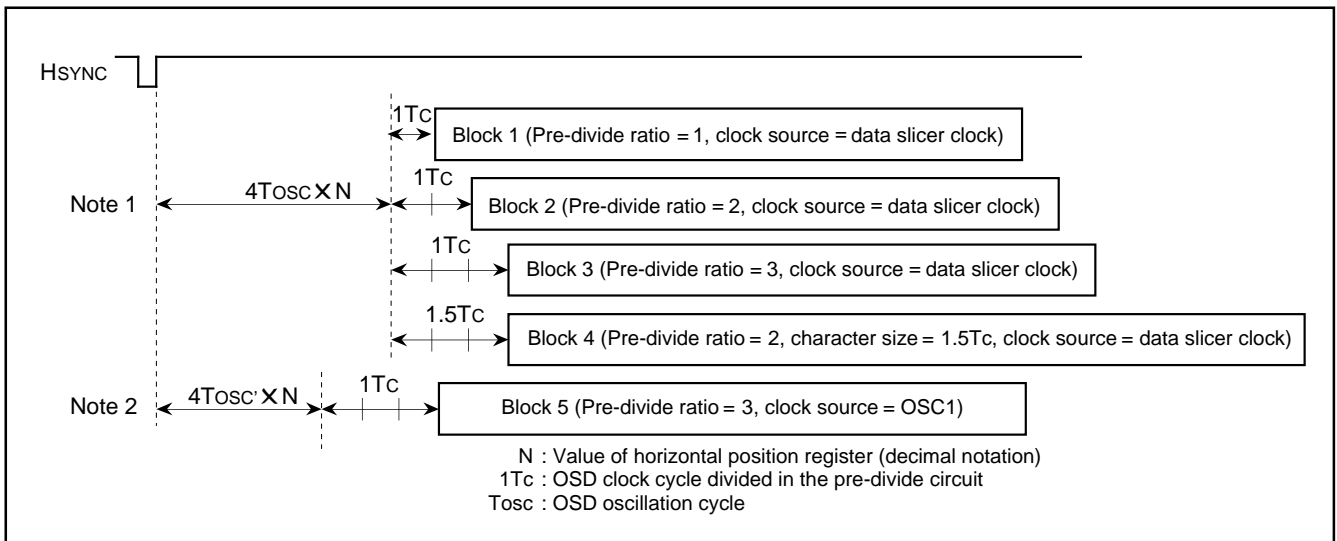 HSYNC
1TC
Block 1 (Pre-divide ratio = 1, clock source = data slicer clock)
Note 1
4TOSC×N
1TC
Block 2 (Pre-divide ratio = 2, clock source = data slicer clock)
1TC
Block 3 (Pre-divide ratio = 3, clock source = data slicer clock)
1.5TC
Block 4 (Pre-divide ratio = 2, character size = 1.5Tc, clock source = data slicer clock)
Note 2
4TOSC'×N
1TC
Block 5 (Pre-divide ratio = 3, clock source = OSC1)
N : Value of horizontal position register (decimal notation)
1Tc : OSD clock cycle divided in the pre-divide circuit
Tosc : OSD oscillation cycle